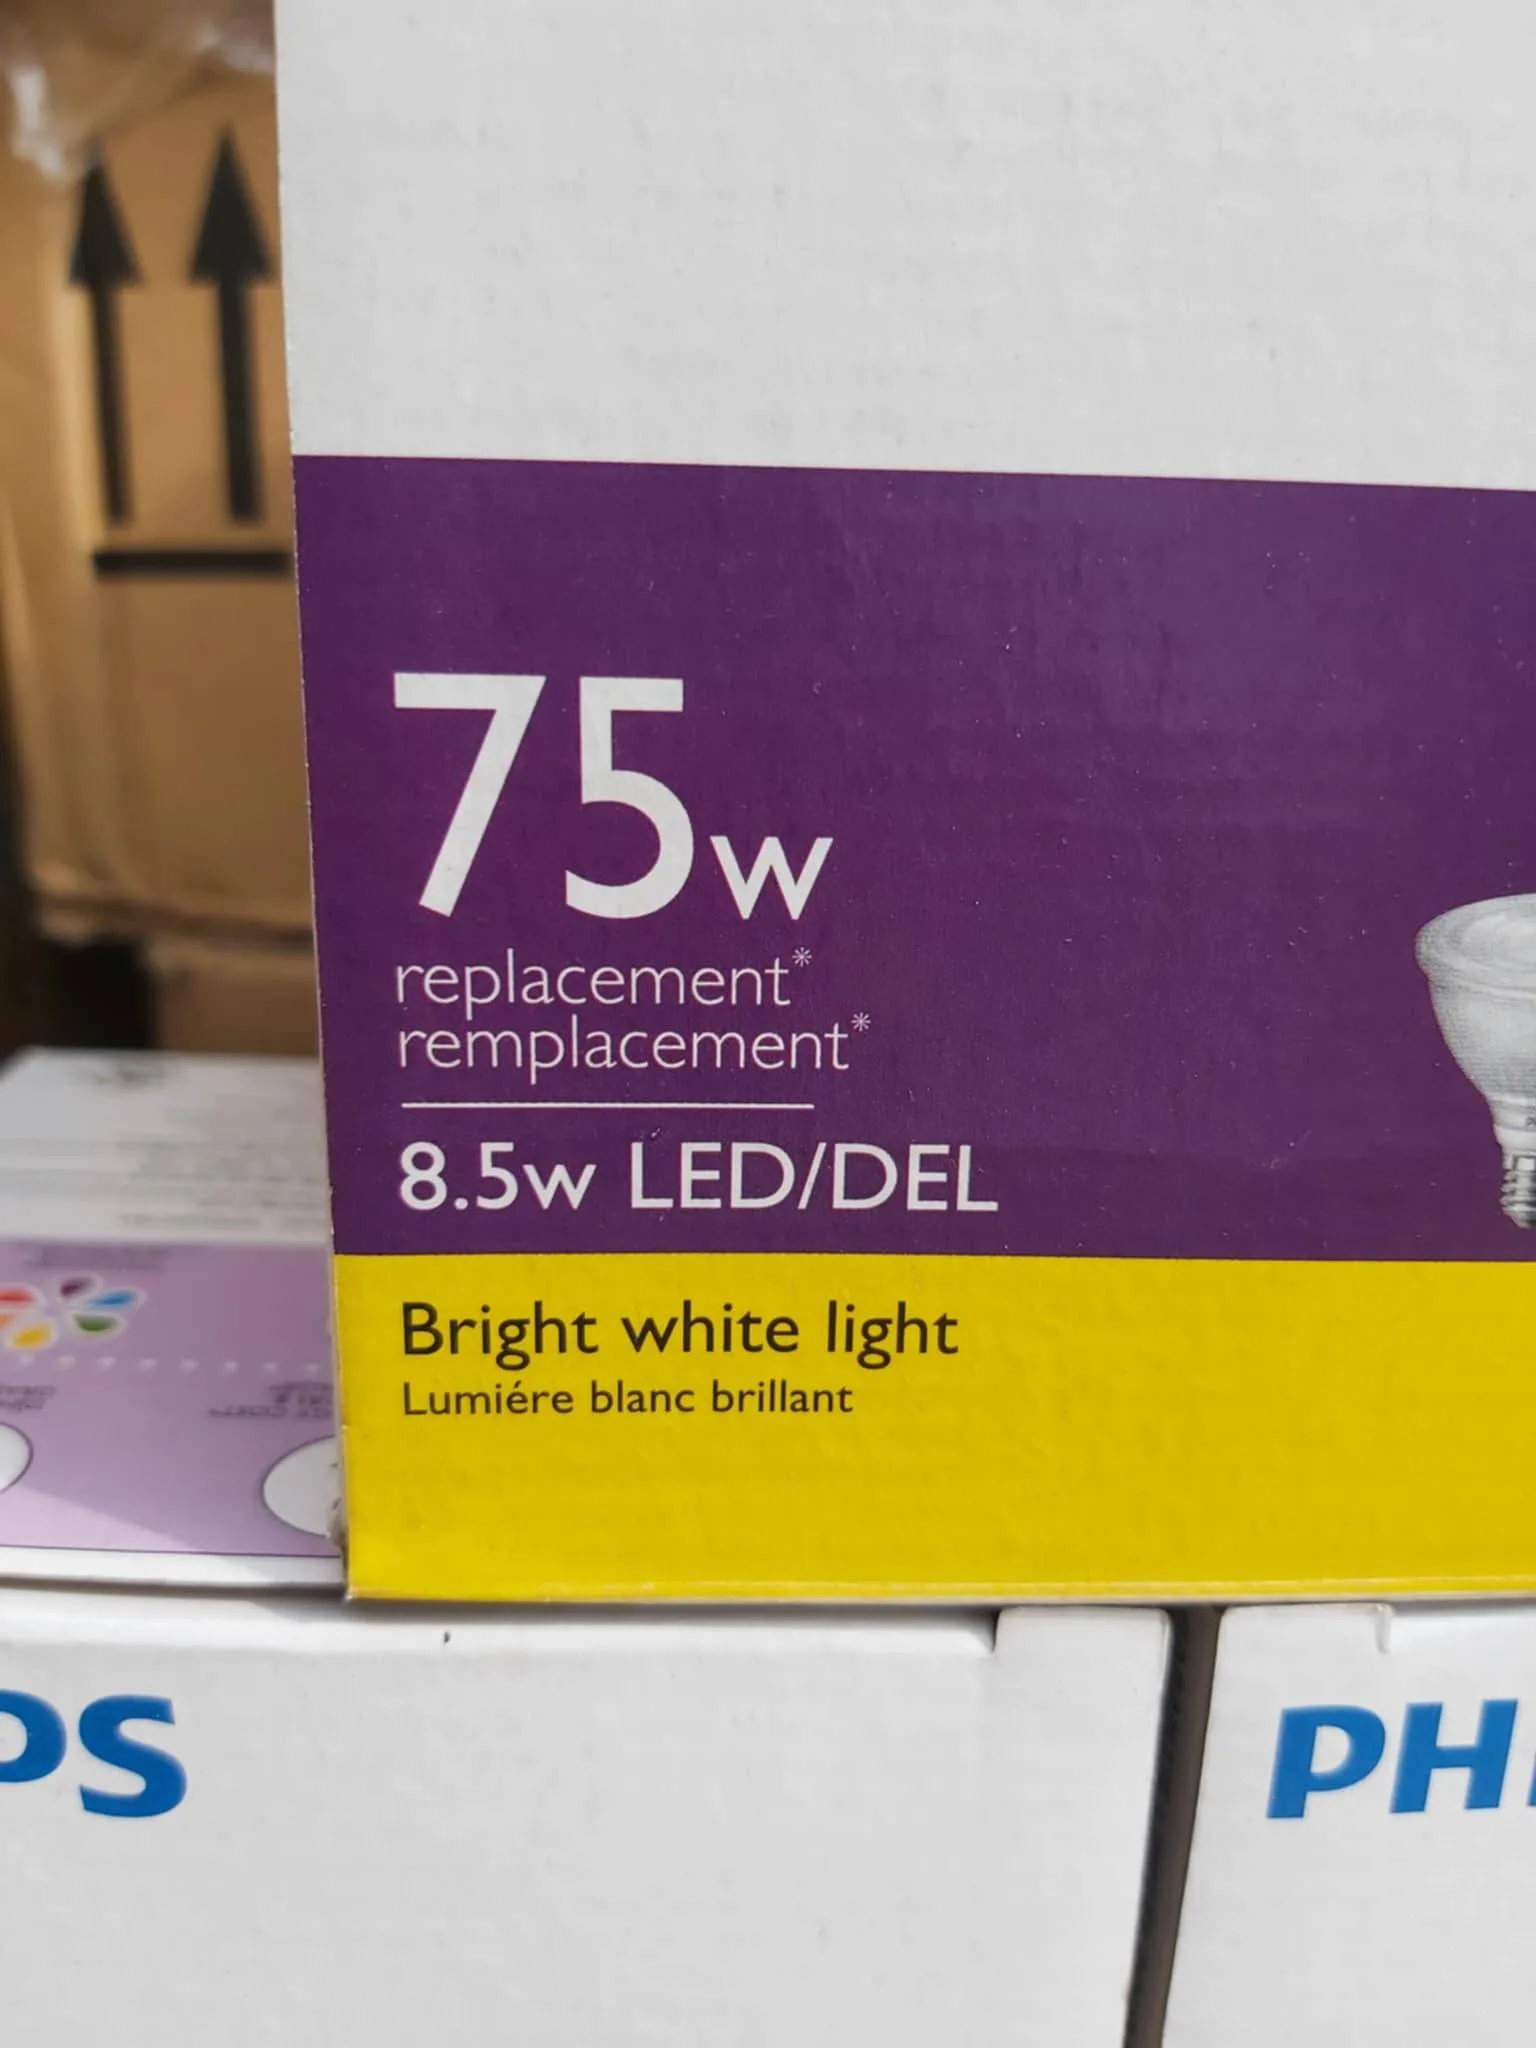 75w
replacement*
remplacement*
8.5w LED/DEL
Bright white light
Lumiére blanc brillant
PS
PH